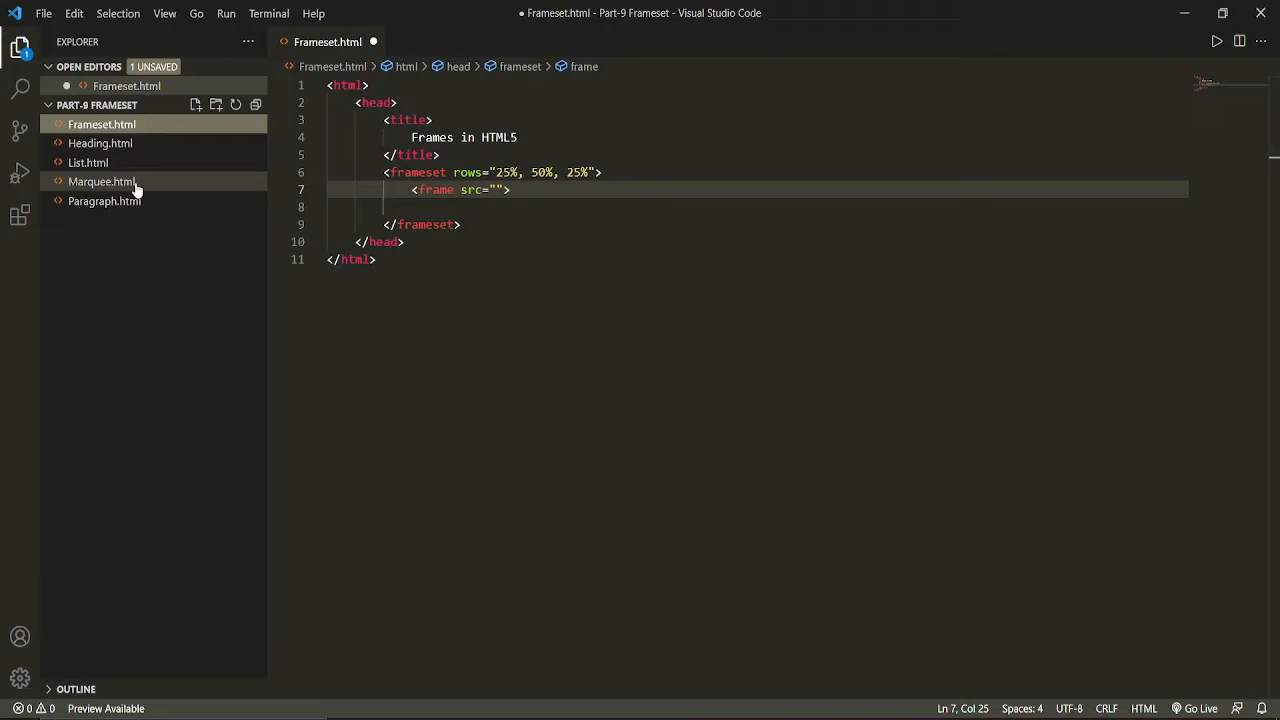 File Edit Selection View Go Run Terminal Help
● Frameset.html - Part-9 Frameset - Visual Studio Code
EXPLORER
Frameset.html
OPEN EDITORS 1 UNSAVED
Frameset.html
PART-9 FRAMESET
Frameset.html
Heading.html
List.html
Marquee.html
Paragraph.html
OUTLINE
1
Frameset.html > html > head > frameset > frame
1 <html>
2 <head>
3 <title>
4 Frames in HTML5
5 </title>
6 <frameset rows="25%, 50%, 25%">
7 <frame src="">
8
9 </frameset>
10 </head>
11 </html>
0 0 Preview Available
Ln 7, Col 25 Spaces: 4 UTF-8 CRLF HTML Go Live